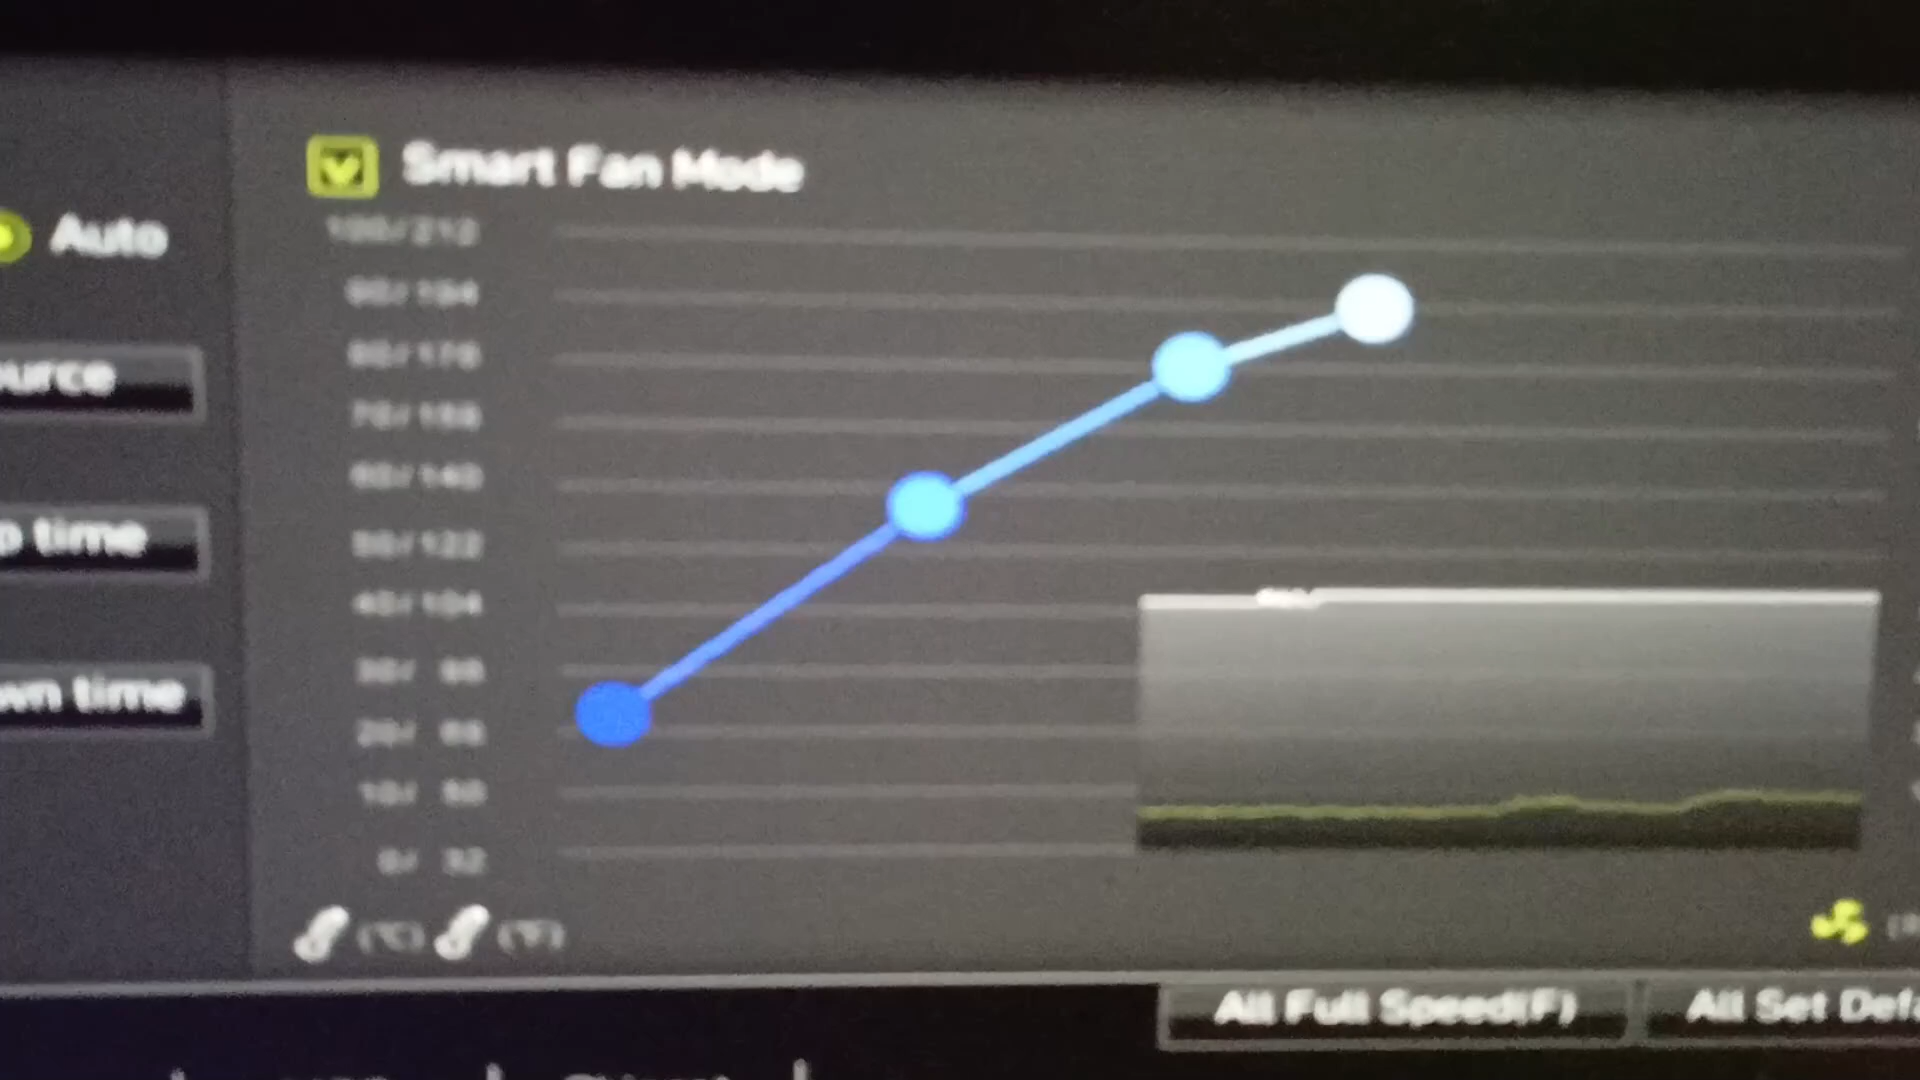 Smart Fan Mode
Auto
100/212
90/194
80/176
70/158
60/140
50/122
40/104
30/ 86
20/ 68
10/ 50
0/ 32
ource
p time
wn time
(°C) (°F)
All Full Speed(F)
All Set Defa